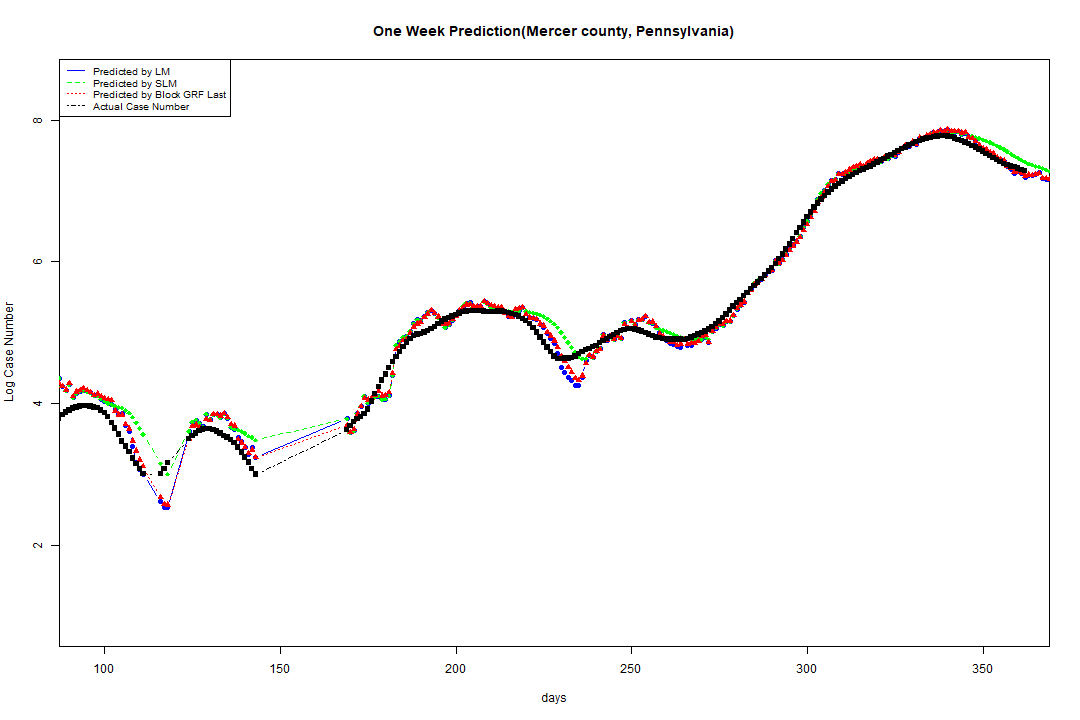 One Week Prediction(Mercer county, Pennsylvania)
Predicted by LM
Predicted by SLM
Predicted by Block GRF Last
Actual Case Number
8
6
4
2
Log Case Number
100 150 200 250 300 350
days